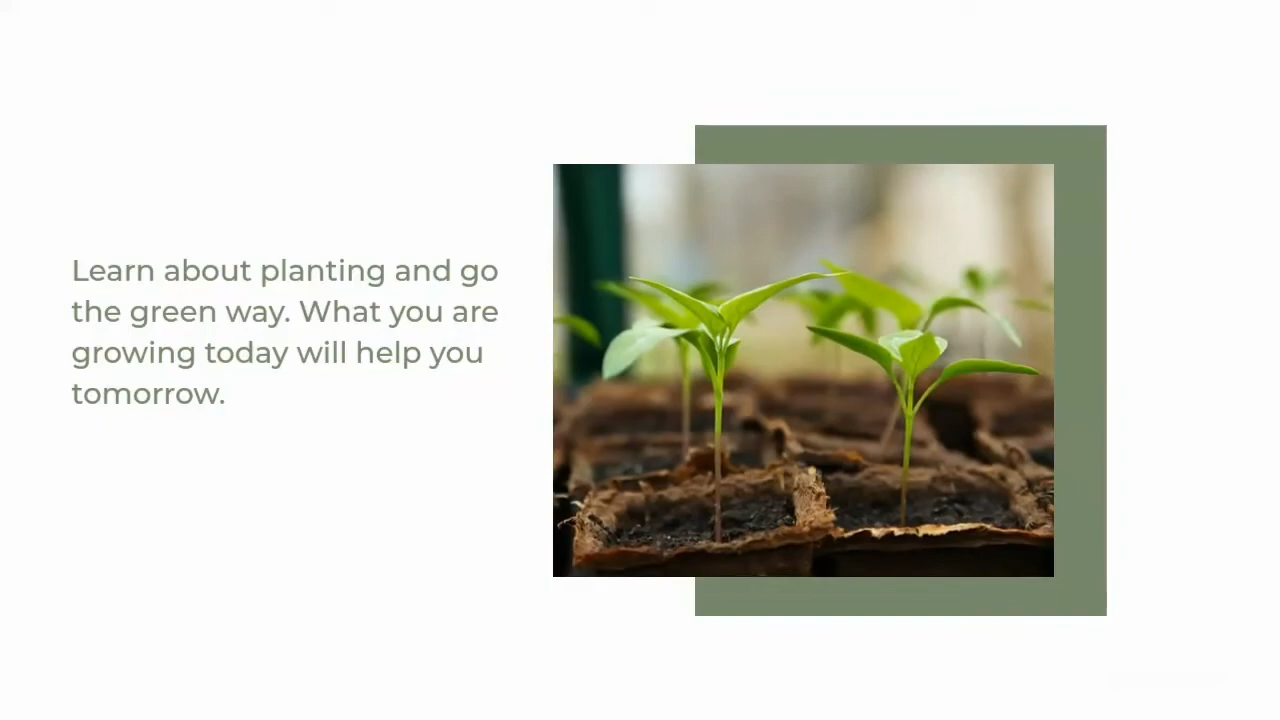 Learn about planting and go
the green way. What you are
growing today will help you
tomorrow.